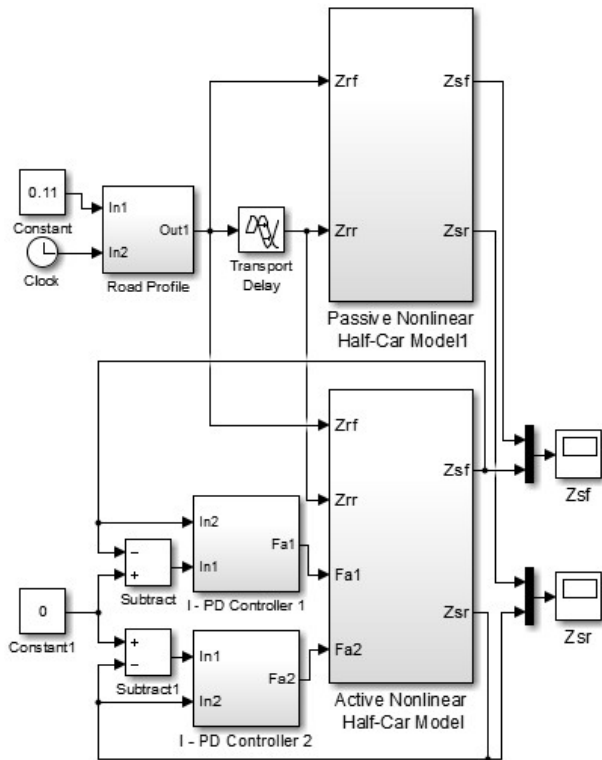 Zrf
Zsf
0.11
In1
Constant
Out1
Zrr
Zsr
In2
Clock
Road Profile
Transport
Delay
Passive Nonlinear
Half-Car Model1
Zrf
Zsf
Zsf
In2
Zrr
−
Fa1
In1
+
Fa1
Subtract
I - PD Controller 1
0
Zsr
Constant1
+
Zsr
In1
−
Fa2
Fa2
Subtract1
In2
Active Nonlinear
Half-Car Model
I - PD Controller 2